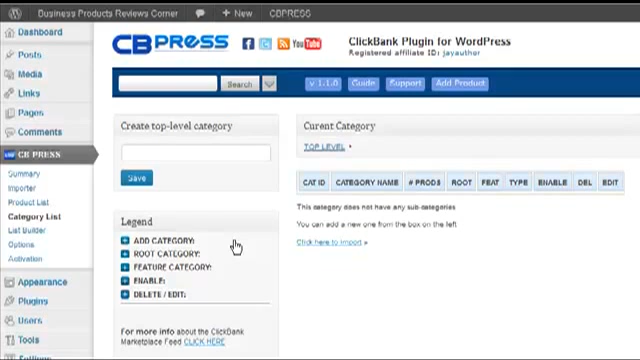 Business Products Reviews Corner + New CBPRESS
Dashboard
Posts
Media
Links
Pages
Comments
CB PRESS
Summary
Importer
Product List
Category List
List Builder
Options
Activation
Appearance
Plugins
Users
Tools
Settings
CBPRESS
You Tube
ClickBank Plugin for WordPress
Registered affiliate ID: jayauthor
Search
v 1.1.0 Guide Support Add Product
Create top-level category
Save
Legend
ADD CATEGORY:
ROOT CATEGORY:
FEATURE CATEGORY:
ENABLE:
DELETE / EDIT:
For more info about the ClickBank
Marketplace Feed CLICK HERE
Curent Category
TOP LEVEL
CAT ID CATEGORY NAME # PRODS ROOT FEAT TYPE ENABLE DEL EDIT
This category does not have any sub-categories
You can add a new one from the box on the left
Click here to import »